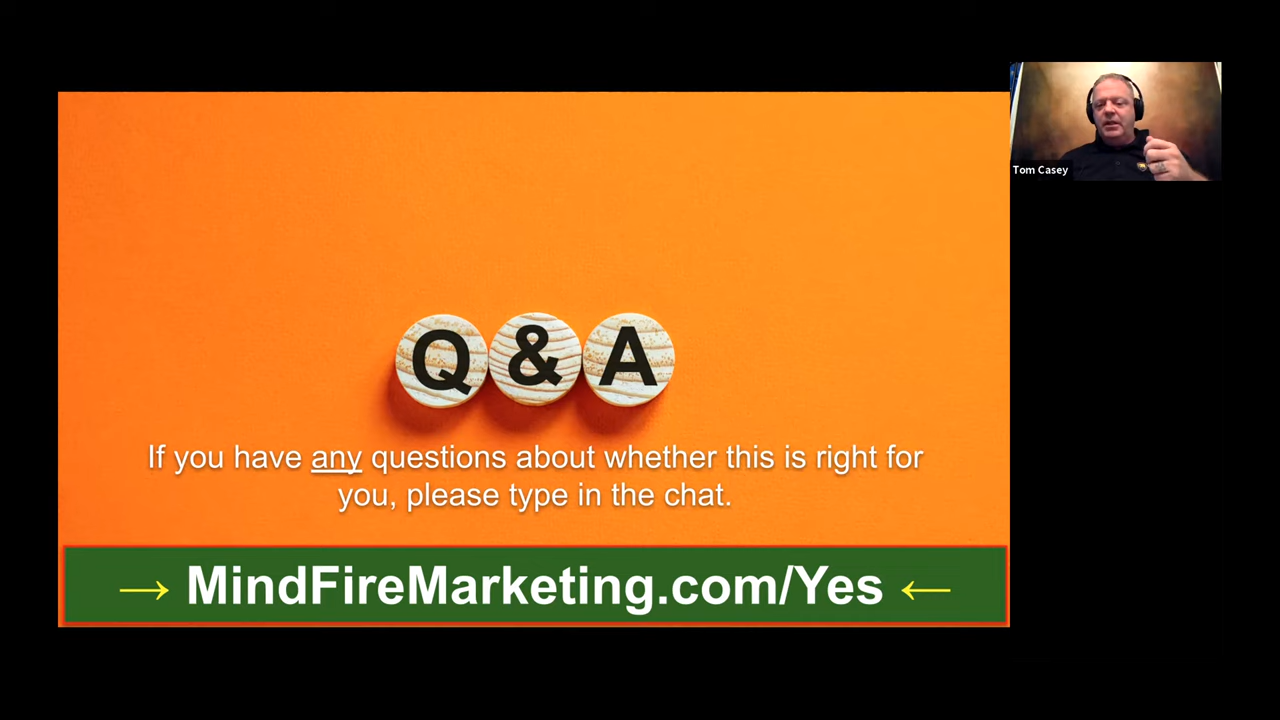 Tom Casey
Q & A
If you have any questions about whether this is right for
you, please type in the chat.
→ MindFireMarketing.com/Yes ←